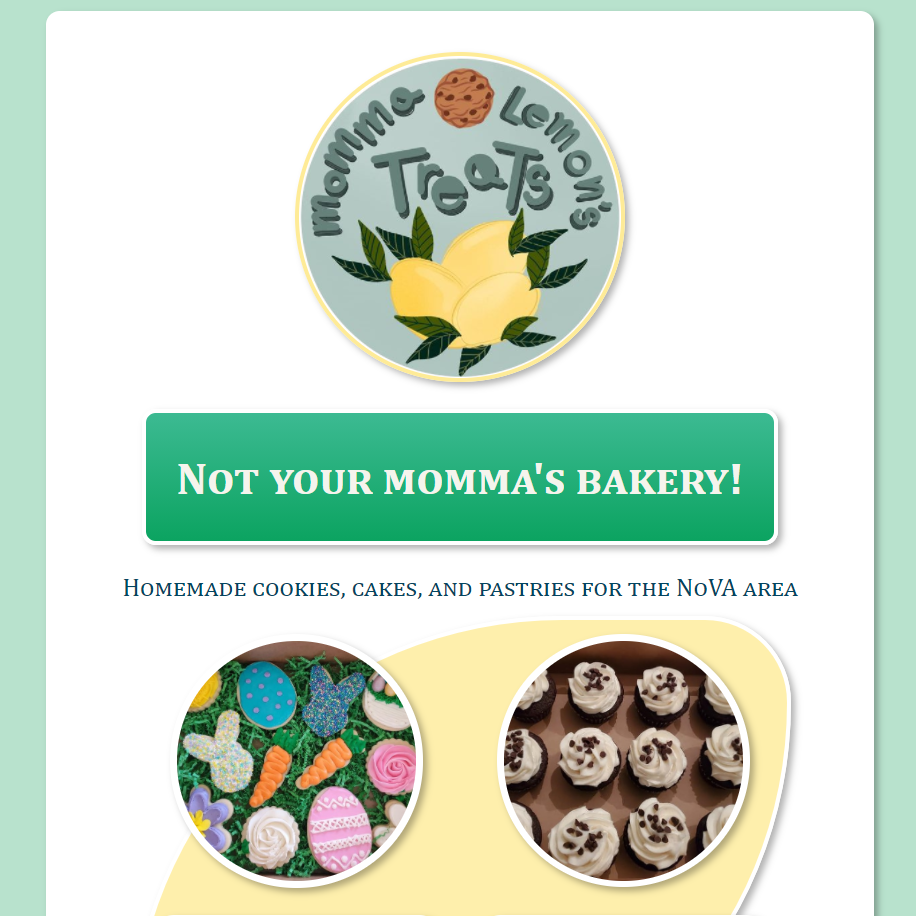 momma Lemon's
TreaTs
Not your momma's bakery!
Homemade cookies, cakes, and pastries for the NoVA area